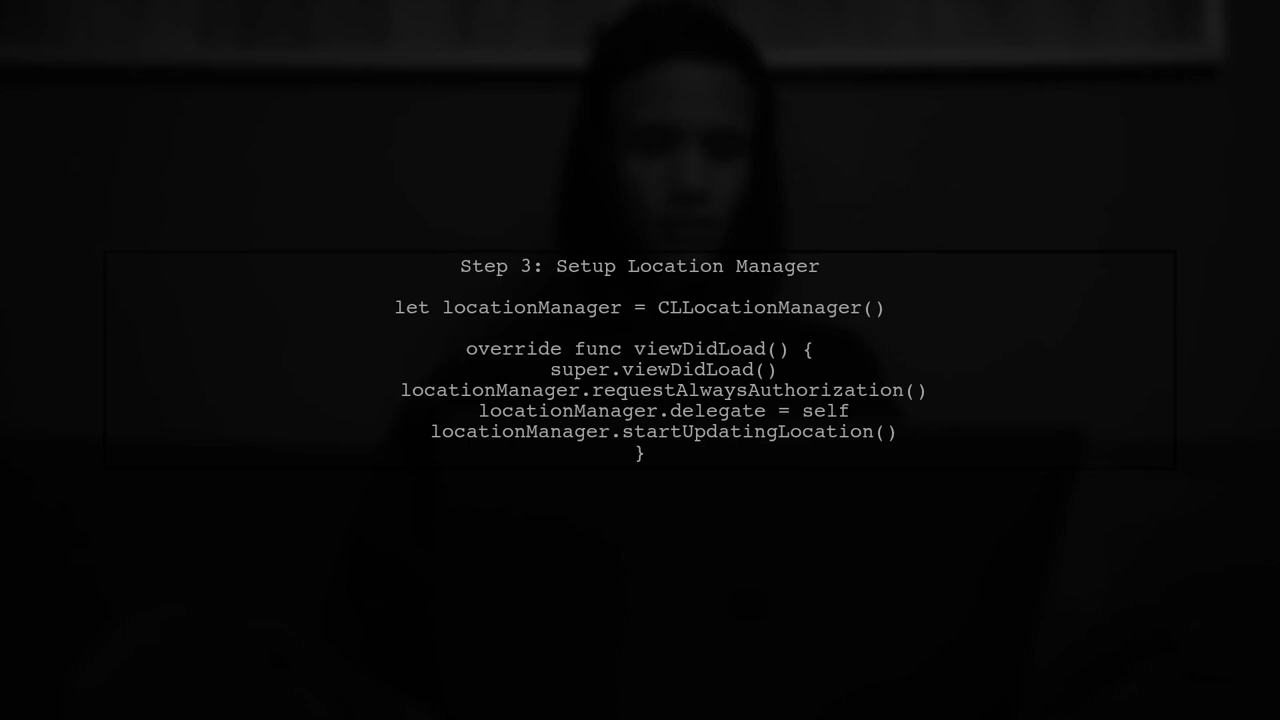 Step 3: Setup Location Manager
let locationManager = CLLocationManager()
override func viewDidLoad() {
super.viewDidLoad()
locationManager.requestAlwaysAuthorization()
locationManager.delegate = self
locationManager.startUpdatingLocation()
}